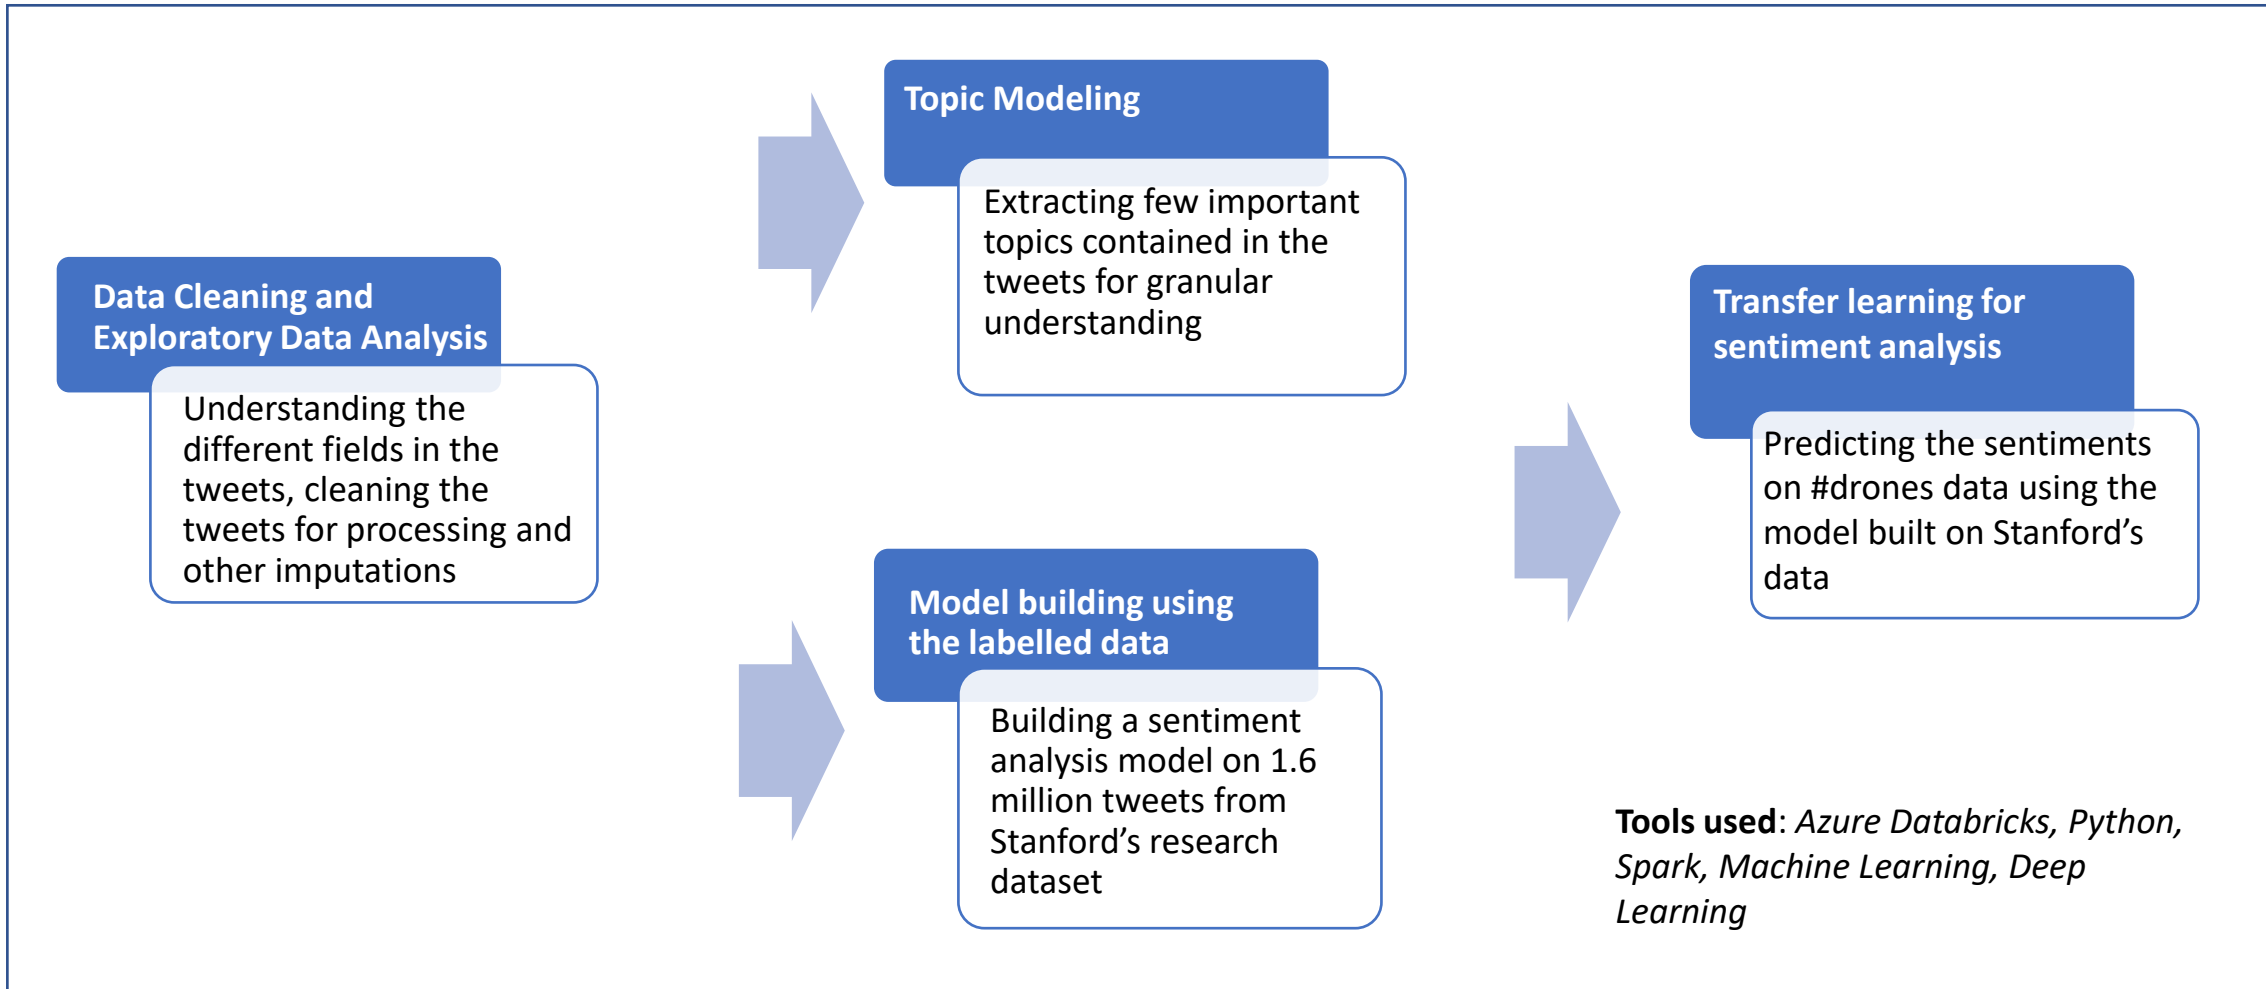 Data Cleaning and
Exploratory Data Analysis
Understanding the
different fields in the
tweets, cleaning the
tweets for processing and
other imputations
Topic Modeling
Extracting few important
topics contained in the
tweets for granular
understanding
Model building using
the labelled data
Building a sentiment
analysis model on 1.6
million tweets from
Stanford’s research
dataset
Transfer learning for
sentiment analysis
Predicting the sentiments
on #drones data using the
model built on Stanford’s
data
Tools used: Azure Databricks, Python,
Spark, Machine Learning, Deep
Learning